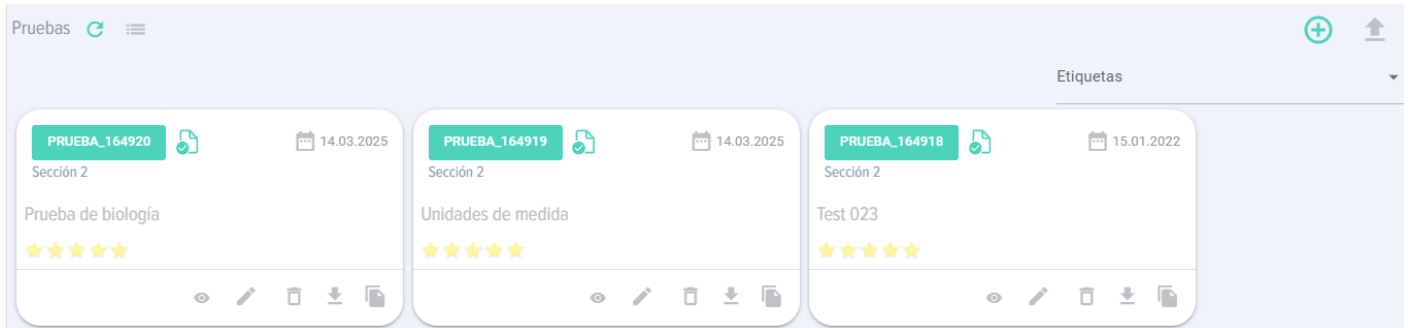 Pruebas
Etiquetas
PRUEBA_164920
14.03.2025
Sección 2
Prueba de biología
PRUEBA_164919
14.03.2025
Sección 2
Unidades de medida
PRUEBA_164918
15.01.2022
Sección 2
Test 023